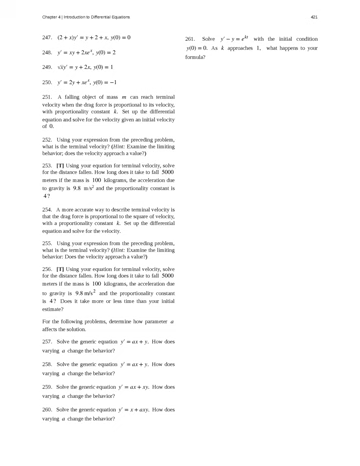 Chapter 4 | Introduction to Differential Equations 421
247. (2 + x)y′ = y + 2 + x, y(0) = 0
248. y′ = xy + 2xeˣ, y(0) = 2
249. √xy′ = y + 2x, y(0) = 1
250. y′ = 2y + xeˣ, y(0) = −1
251. A falling object of mass m can reach terminal
velocity when the drag force is proportional to its velocity,
with proportionality constant k. Set up the differential
equation and solve for the velocity given an initial velocity
of 0.
252. Using your expression from the preceding problem,
what is the terminal velocity? (Hint: Examine the limiting
behavior; does the velocity approach a value?)
253. [T] Using your equation for terminal velocity, solve
for the distance fallen. How long does it take to fall 5000
meters if the mass is 100 kilograms, the acceleration due
to gravity is 9.8 m/s² and the proportionality constant is
4?
254. A more accurate way to describe terminal velocity is
that the drag force is proportional to the square of velocity,
with a proportionality constant k. Set up the differential
equation and solve for the velocity.
255. Using your expression from the preceding problem,
what is the terminal velocity? (Hint: Examine the limiting
behavior: Does the velocity approach a value?)
256. [T] Using your equation for terminal velocity, solve
for the distance fallen. How long does it take to fall 5000
meters if the mass is 100 kilograms, the acceleration due
to gravity is 9.8 m/s² and the proportionality constant
is 4? Does it take more or less time than your initial
estimate?
For the following problems, determine how parameter a
affects the solution.
257. Solve the generic equation y′ = ax + y. How does
varying a change the behavior?
258. Solve the generic equation y′ = ax + y. How does
varying a change the behavior?
259. Solve the generic equation y′ = ax + xy. How does
varying a change the behavior?
260. Solve the generic equation y′ = x + axy. How does
varying a change the behavior?
261. Solve y′ − y = eᵏᵗ with the initial condition
y(0) = 0. As k approaches 1, what happens to your
formula?